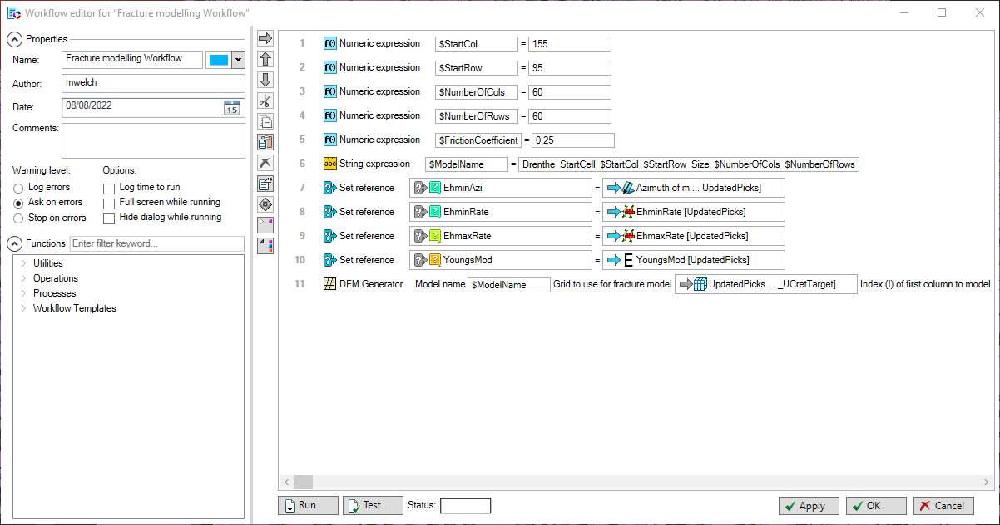 Workflow editor for "Fracture modelling Workflow"
Properties
Name: Fracture modelling Workflow
Author: mwelch
Date: 08/08/2022 15
Comments:
Warning level: Options:
Log errors Log time to run
Ask on errors Full screen while running
Stop on errors Hide dialog while running
Functions Enter filter keyword...
Utilities
Operations
Processes
Workflow Templates
1 f() Numeric expression $StartCol = 155
2 f() Numeric expression $StartRow = 95
3 f() Numeric expression $NumberOfCols = 60
4 f() Numeric expression $NumberOfRows = 60
5 f() Numeric expression $FrictionCoefficient = 0.25
6 abc String expression $ModelName = Drenthe_StartCell_$StartCol_$StartRow_Size_$NumberOfCols_$NumberOfRows
7 ? Set reference ? ? EhminAzi = Azimuth of m ... UpdatedPicks]
8 ? Set reference ? ? EhminRate = EhminRate [UpdatedPicks]
9 ? Set reference ? ? EhmaxRate = EhmaxRate [UpdatedPicks]
10 ? Set reference ? ? YoungsMod = E YoungsMod [UpdatedPicks]
11 DFM Generator Model name $ModelName Grid to use for fracture model UpdatedPicks ... _UCretTarget] Index (I) of first column to model
Run Test Status: Apply OK Cancel